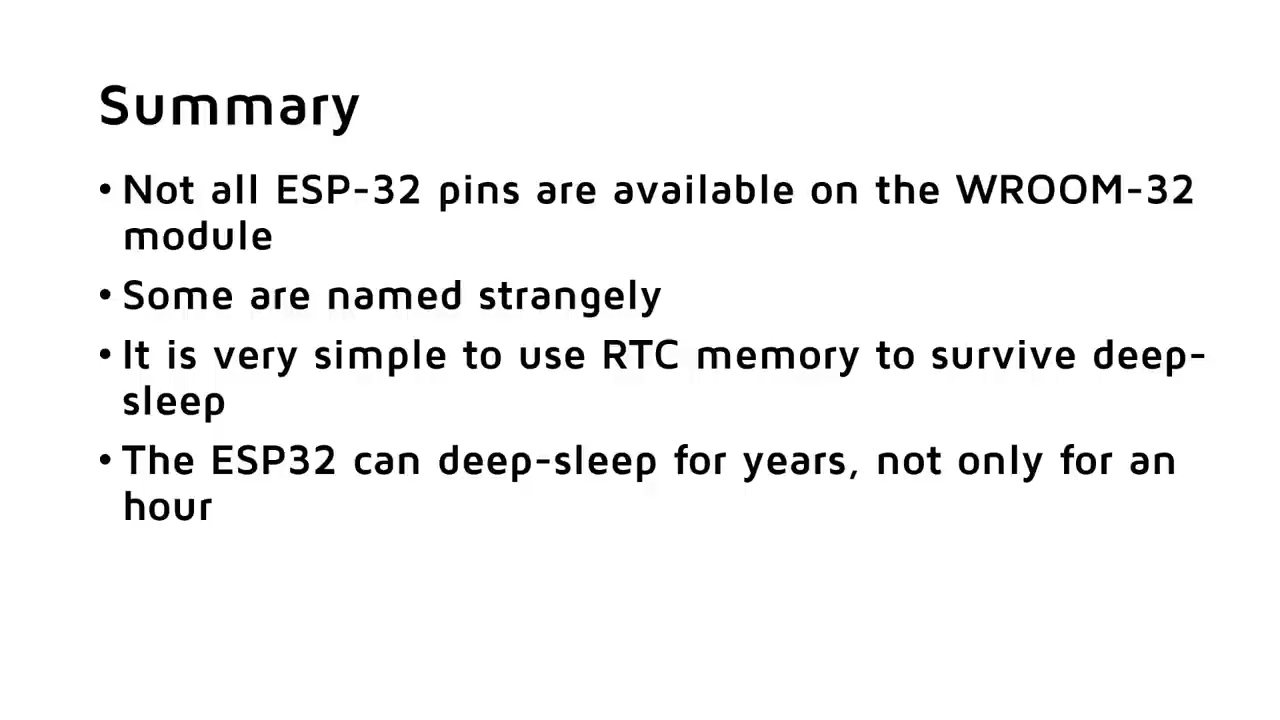 Summary
• Not all ESP-32 pins are available on the WROOM-32
module
• Some are named strangely
• It is very simple to use RTC memory to survive deep-
sleep
• The ESP32 can deep-sleep for years, not only for an
hour